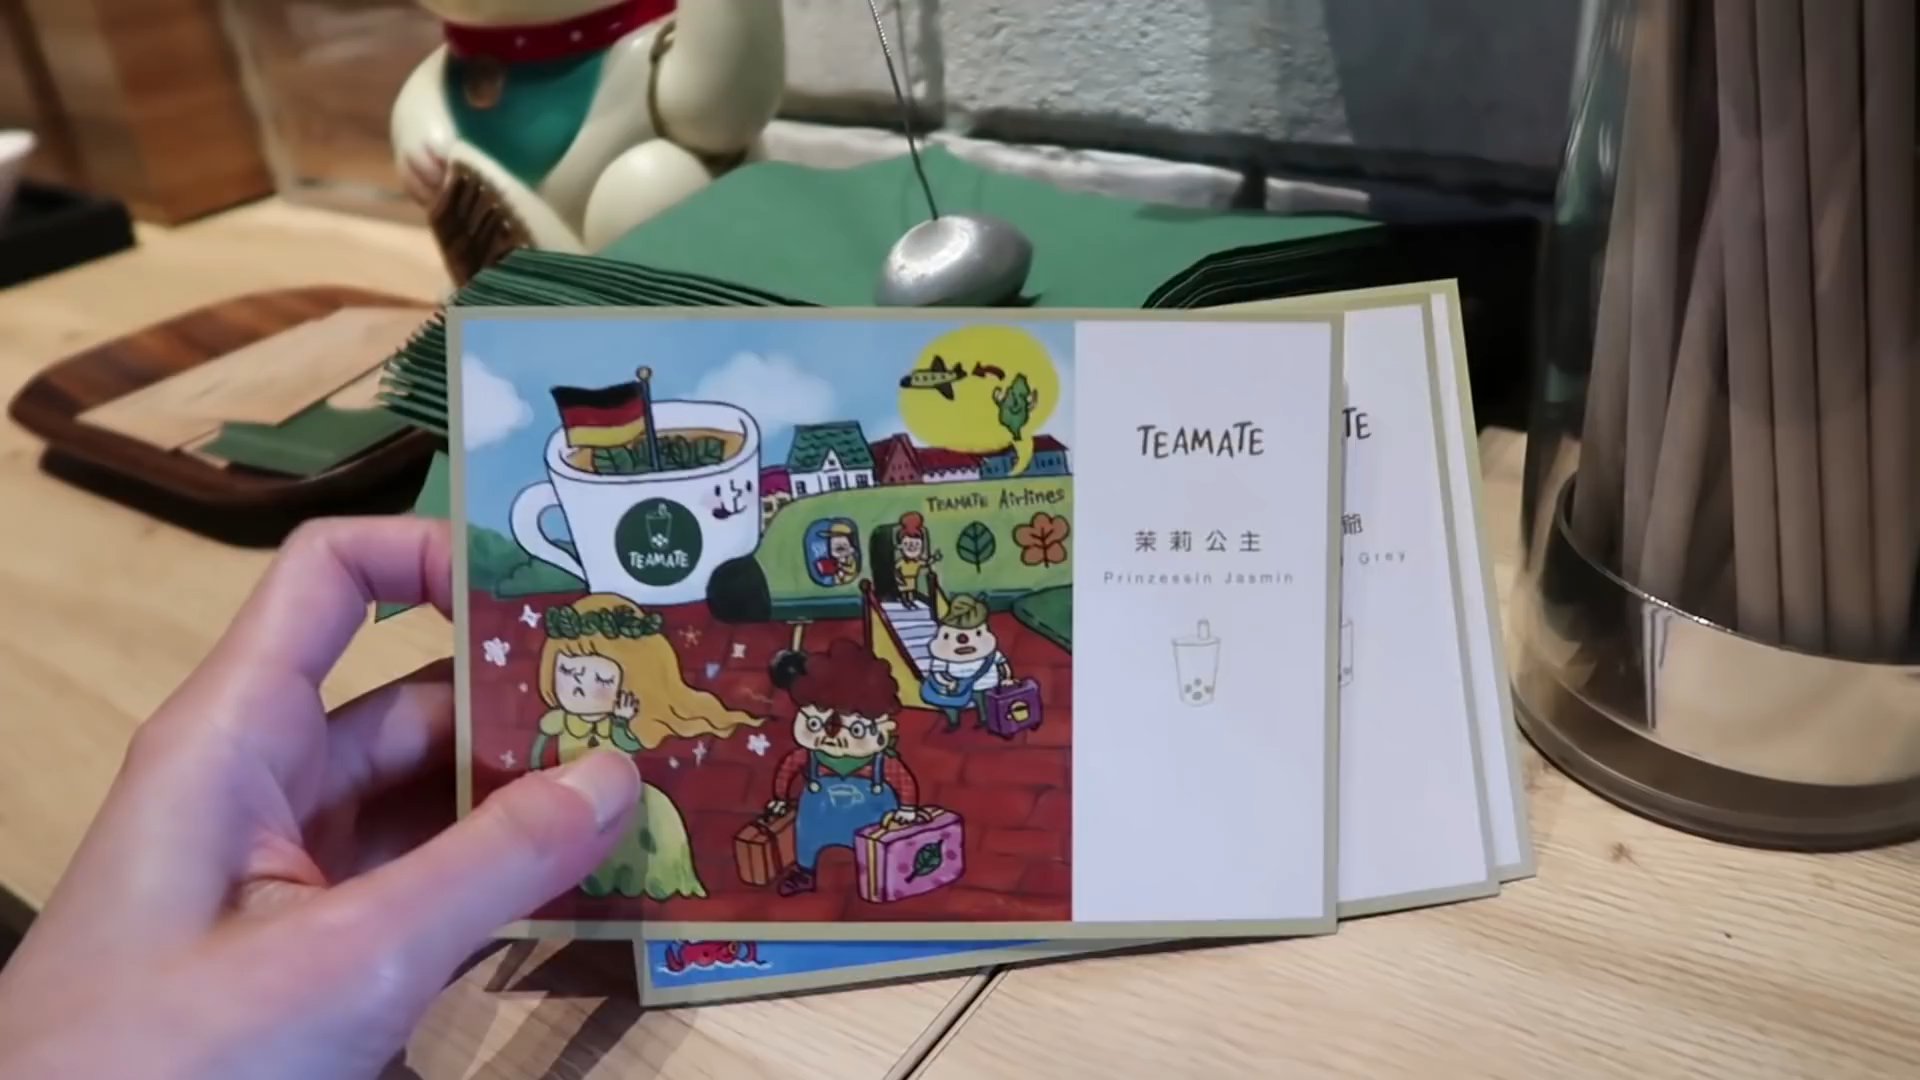 TEAMATE
TEAMATE Airlines
TEAMATE
茉莉公主
Prinzessin Jasmin
TE
Grey